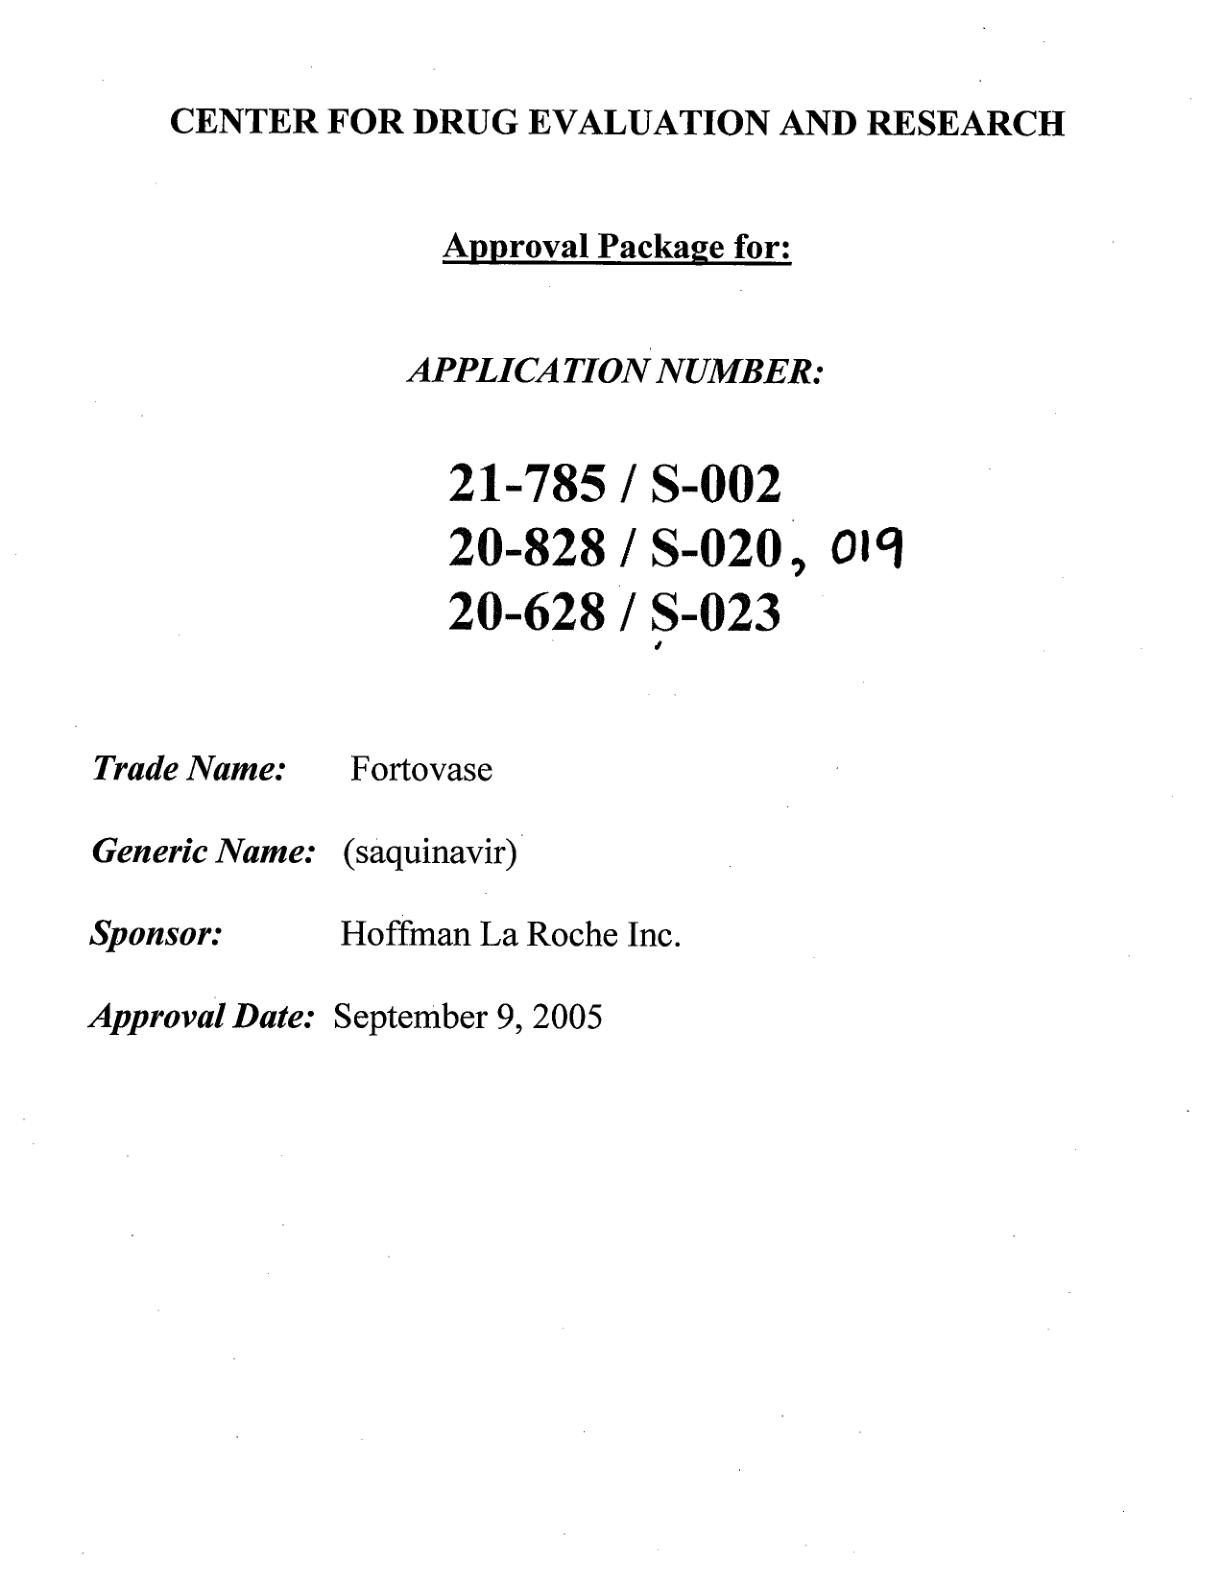 CENTER FOR DRUG EVALUATION AND RESEARCH
Approval Package for:
APPLICATION NUMBER:
21-785 / S-002
20-828 / S-020, 019
20-628 / S-023
Trade Name: Fortovase
Generic Name: (saquinavir)
Sponsor: Hoffman La Roche Inc.
Approval Date: September 9, 2005